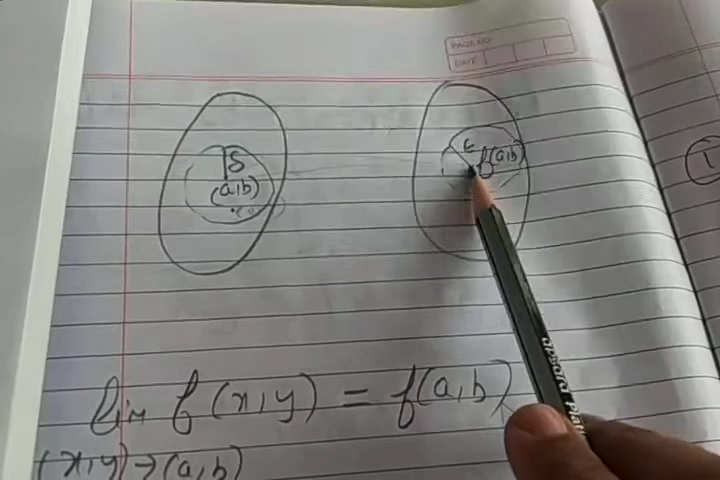 PAGE NO.
DATE
δ
(a,b)
ε
f(a,b)
lim f(x,y) = f(a,b)
(x,y)→(a,b)